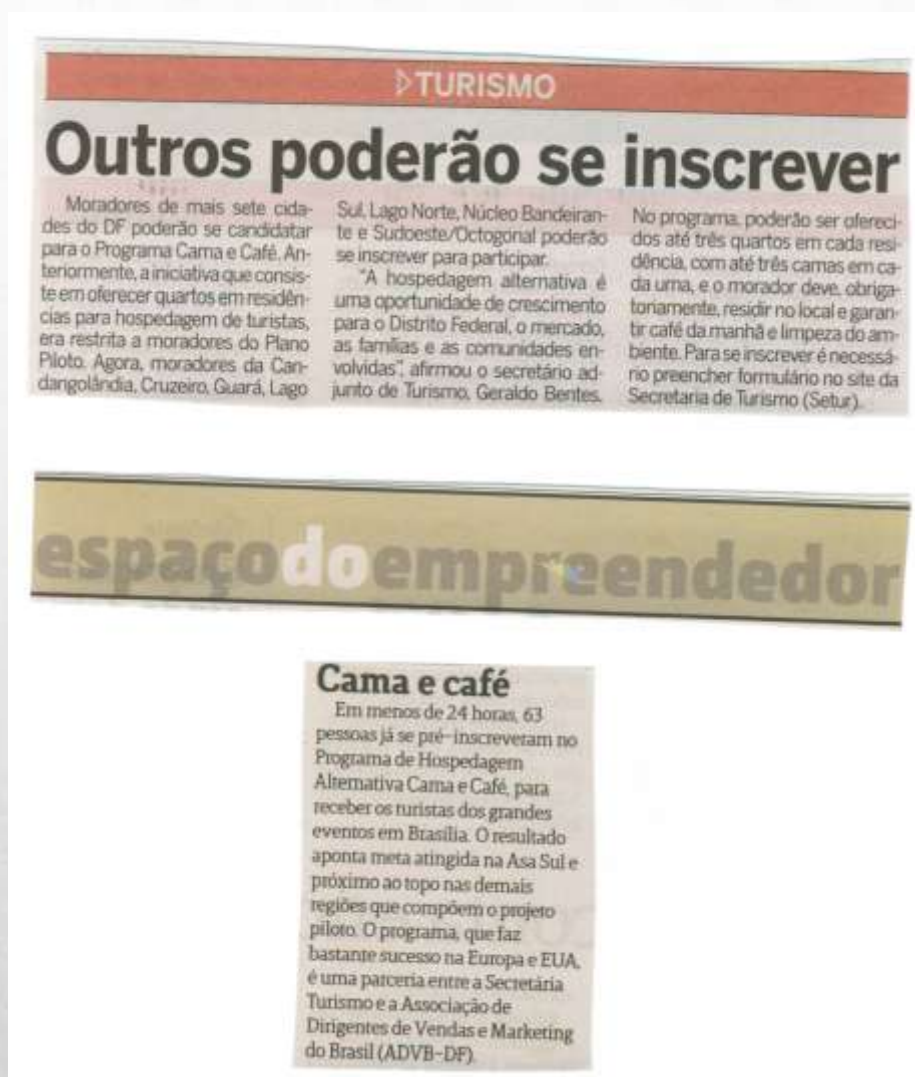 TURISMO
Outros poderão se inscrever
Moradores de mais sete cida-
des do DF poderão se candidatar
para o Programa Cama e Café. An-
teriormente, a iniciativa que consis-
te em oferecer quartos em residên-
cias para hospedagem de turistas,
era restrita a moradores do Plano
Piloto. Agora, moradores da Can-
dangolândia, Cruzeiro, Guará, Lago
Sul, Lago Norte, Núcleo Bandeiran-
te e Sudoeste/Octogonal poderão
se inscrever para participar.
"A hospedagem alternativa é
uma oportunidade de crescimento
para o Distrito Federal, o mercado,
as famílias e as comunidades en-
volvidas", afirmou o secretário ad-
junto de Turismo, Geraldo Bentes.
No programa, poderão ser ofereci-
dos até três quartos em cada resi-
dência, com até três camas em ca-
da uma, e o morador deve, obriga-
toriamente, residir no local e garan-
tir café da manhã e limpeza do am-
biente. Para se inscrever é necessá-
rio preencher formulário no site da
Secretaria de Turismo (Setur).
espaçodoempreendedor
Cama e café
Em menos de 24 horas, 63
pessoas já se pré-inscreveram no
Programa de Hospedagem
Alternativa Cama e Café, para
receber os turistas dos grandes
eventos em Brasília. O resultado
aponta meta atingida na Asa Sul e
próximo ao topo nas demais
regiões que compõem o projeto
piloto. O programa, que faz
bastante sucesso na Europa e EUA,
é uma parceria entre a Secretária
Turismo e a Associação de
Dirigentes de Vendas e Marketing
do Brasil (ADVB-DF).